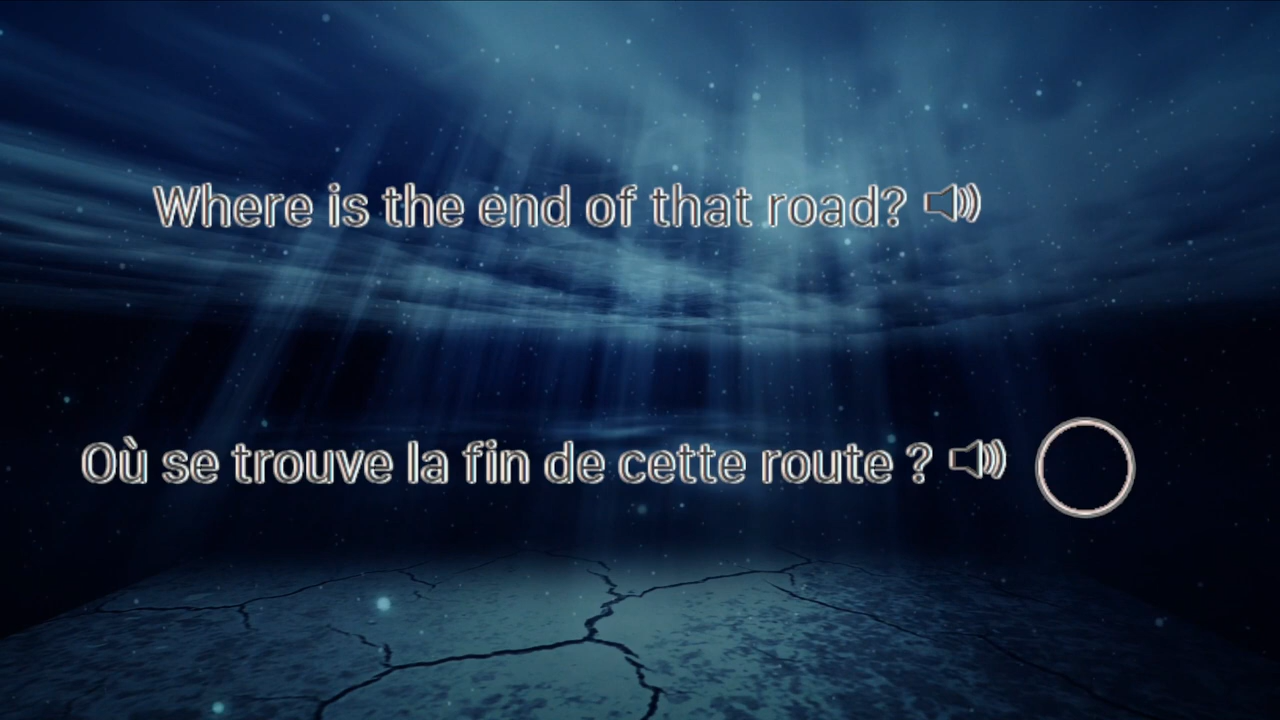 Where is the end of that road?
Où se trouve la fin de cette route ?